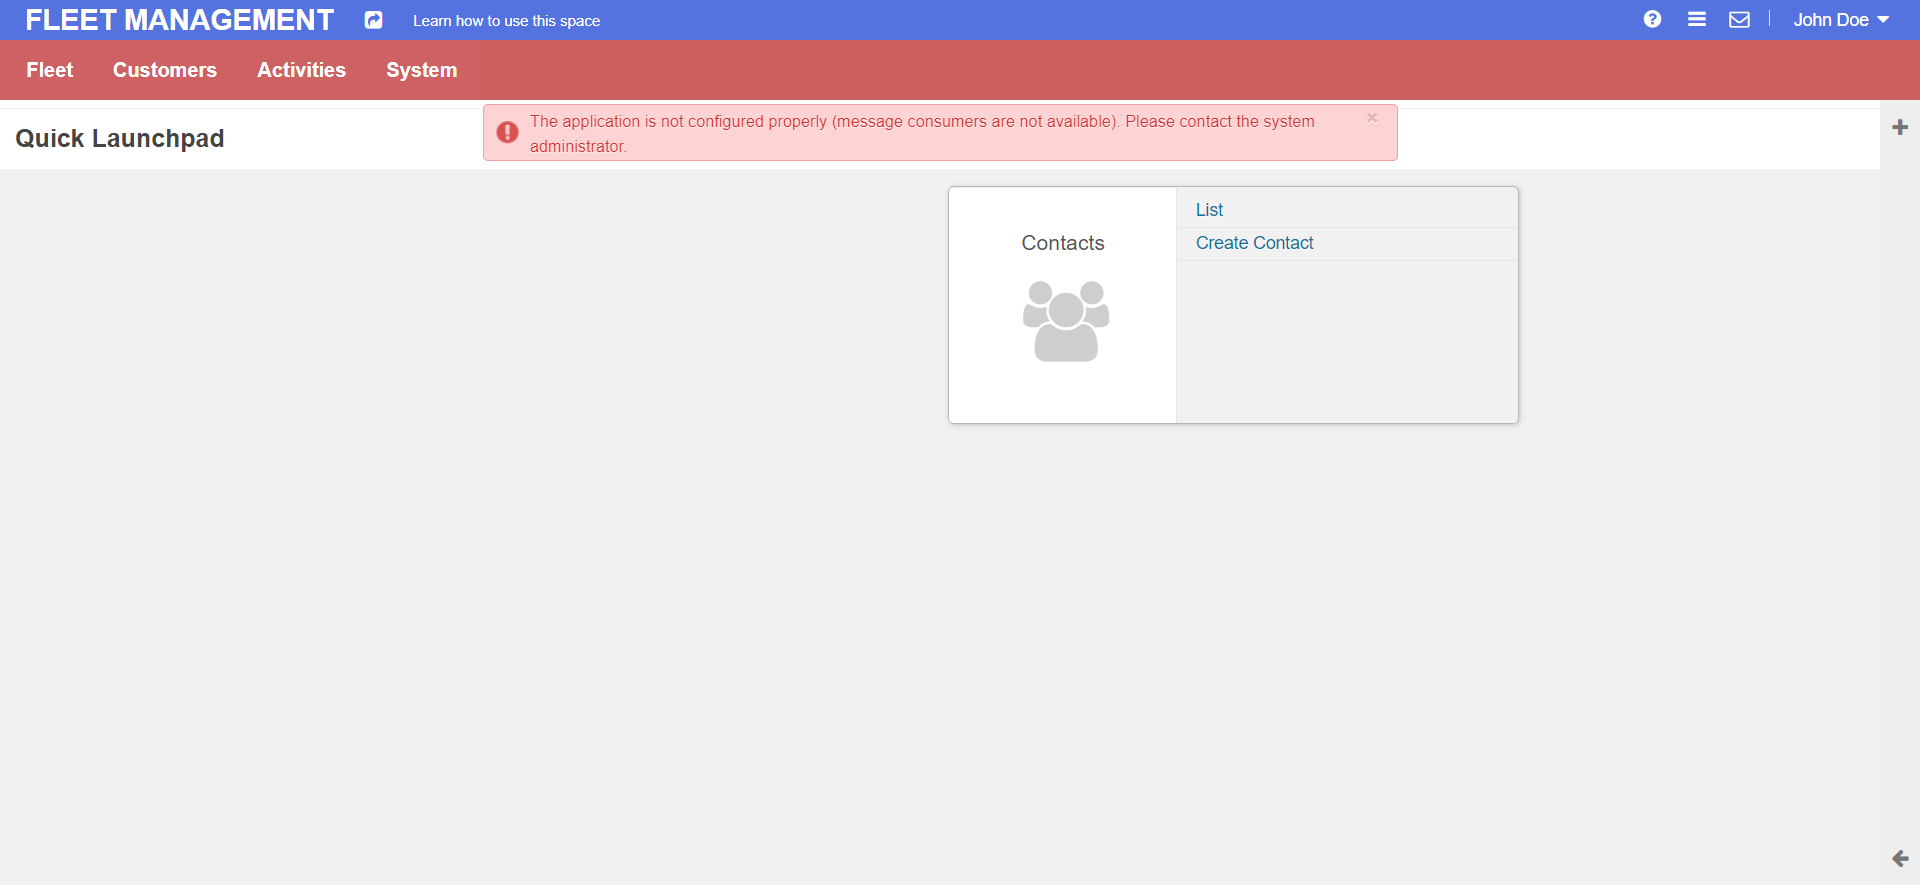 FLEET MANAGEMENT
Learn how to use this space
John Doe
Fleet Customers Activities System
Quick Launchpad
The application is not configured properly (message consumers are not available). Please contact the system
administrator.
Contacts
List
Create Contact